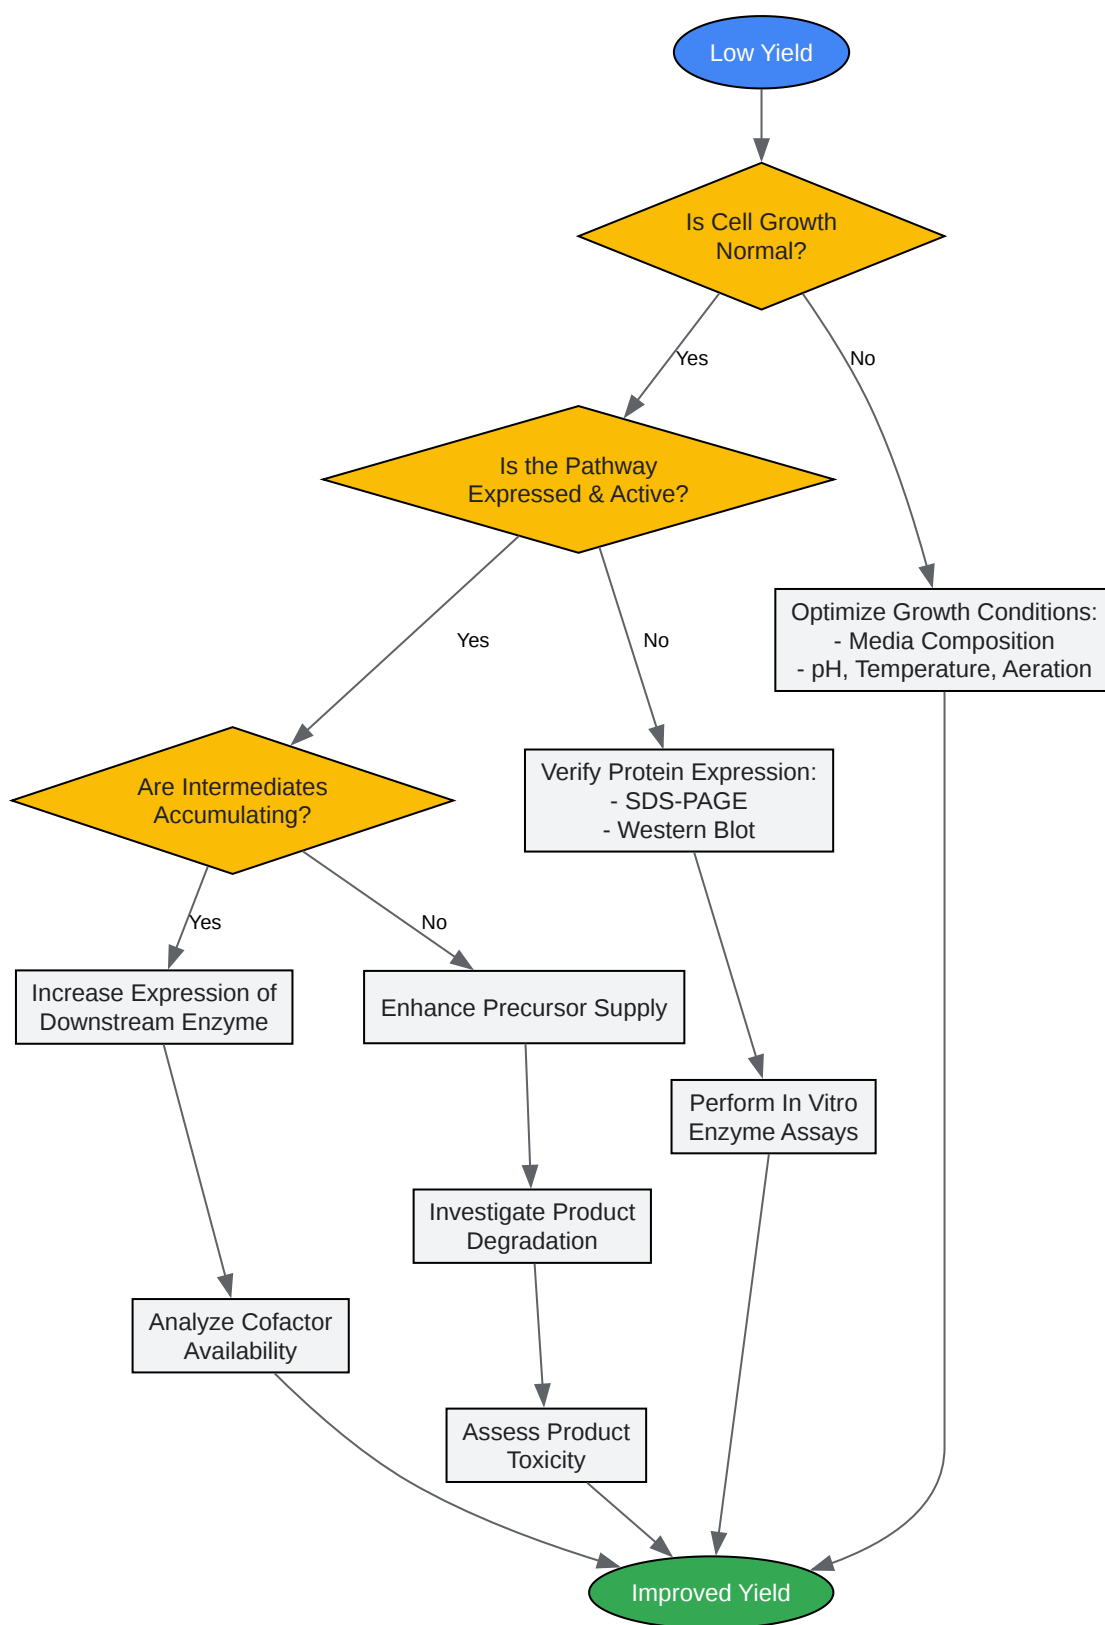 Low Yield
Is Cell Growth
Normal?
Yes
No
Is the Pathway
Expressed & Active?
Yes
No
Optimize Growth Conditions:
- Media Composition
- pH, Temperature, Aeration
Are Intermediates
Accumulating?
Verify Protein Expression:
- SDS-PAGE
- Western Blot
Yes
No
Increase Expression of
Downstream Enzyme
Enhance Precursor Supply
Perform In Vitro
Enzyme Assays
Investigate Product
Degradation
Analyze Cofactor
Availability
Assess Product
Toxicity
Improved Yield